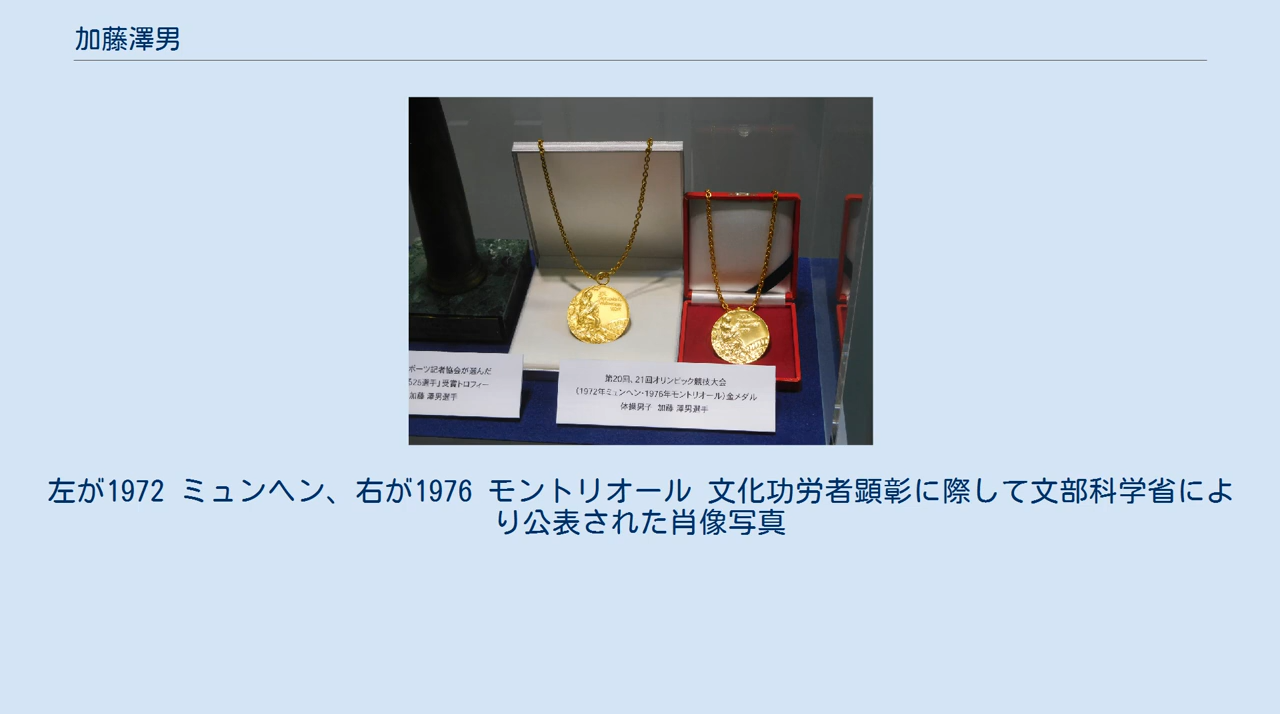 加藤澤男
ポーツ記者協会が選んだ
525選手」受賞トロフィー
加藤 澤男選手
第20回、21回オリンピック競技大会
(1972年ミュンヘン・1976年モントリオール)金メダル
体操男子 加藤 澤男選手
左が1972 ミュンヘン、右が1976 モントリオール 文化功労者顕彰に際して文部科学省によ
り公表された肖像写真